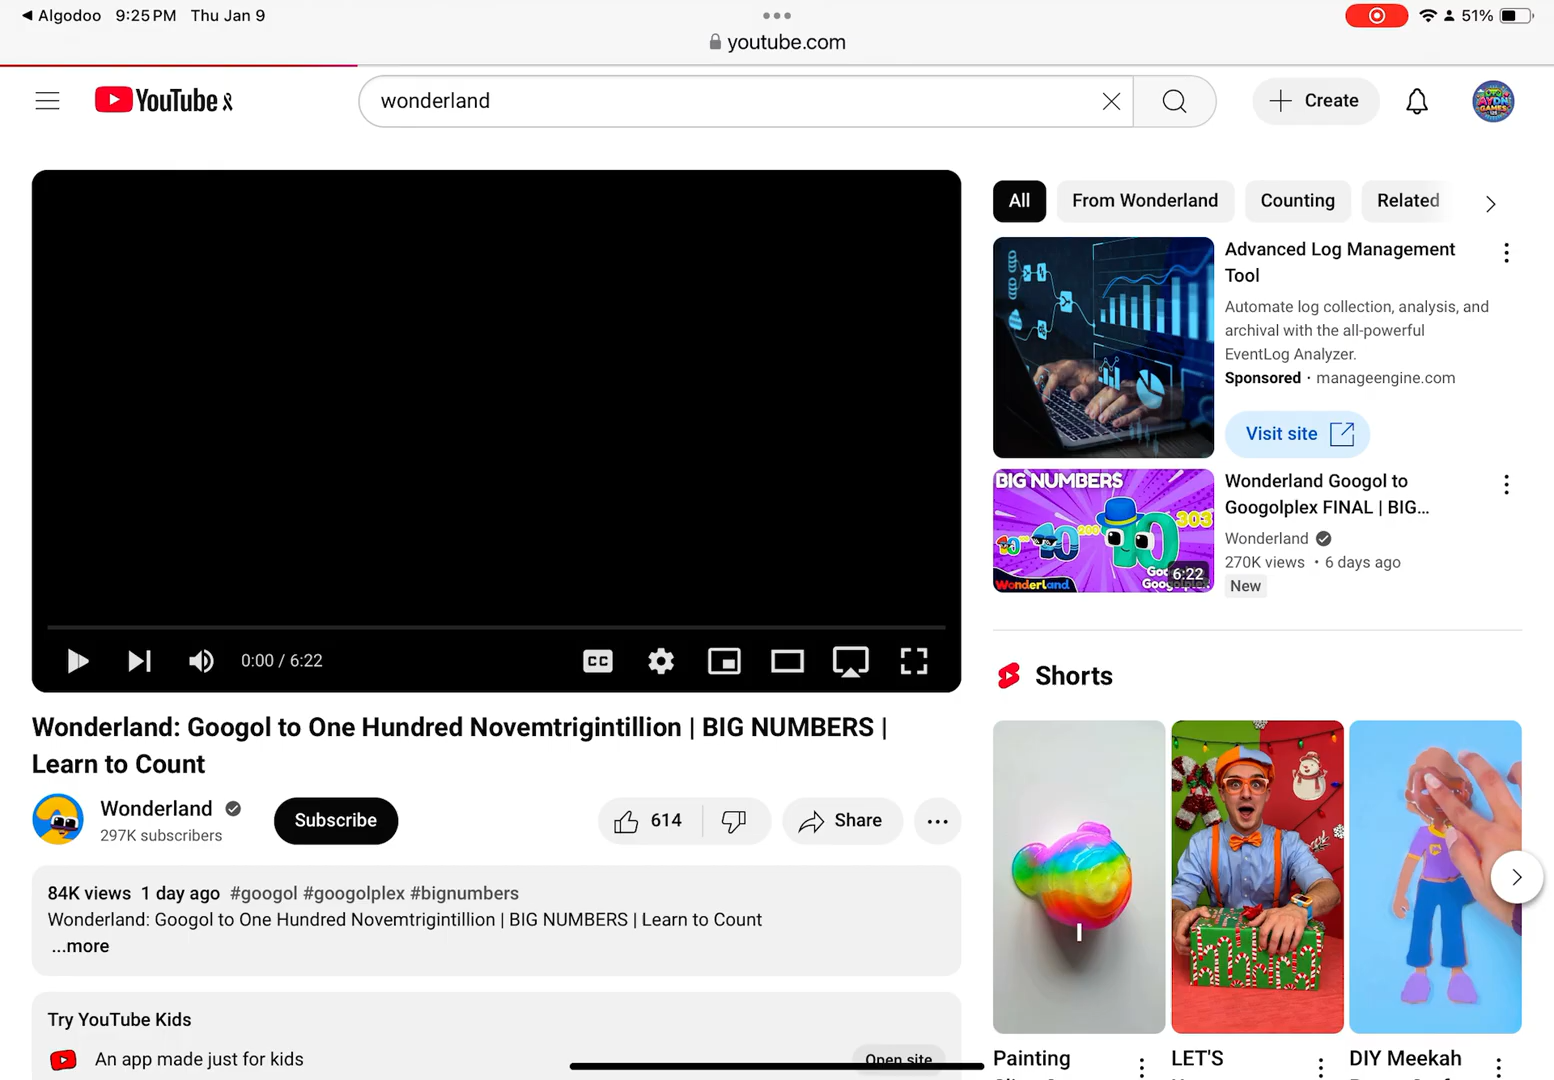 Algodoo 9:25 PM Thu Jan 9
51%
youtube.com
YouTube
wonderland
Create
All
From Wonderland
Counting
Related
Advanced Log Management
Tool
Automate log collection, analysis, and
archival with the all-powerful
EventLog Analyzer.
Sponsored · manageengine.com
Visit site
BIG NUMBERS
10
10
200
10
303
Wonderland
6:22
Wonderland Googol to
Googolplex FINAL | BIG...
Wonderland
270K views · 6 days ago
New
0:00 / 6:22
CC
Wonderland: Googol to One Hundred Novemtrigintillion | BIG NUMBERS |
Learn to Count
Wonderland
297K subscribers
Subscribe
614
Share
84K views 1 day ago #googol #googolplex #bignumbers
Wonderland: Googol to One Hundred Novemtrigintillion | BIG NUMBERS | Learn to Count
...more
Try YouTube Kids
An app made just for kids
Open site
Shorts
Painting
LET'S
DIY Meekah